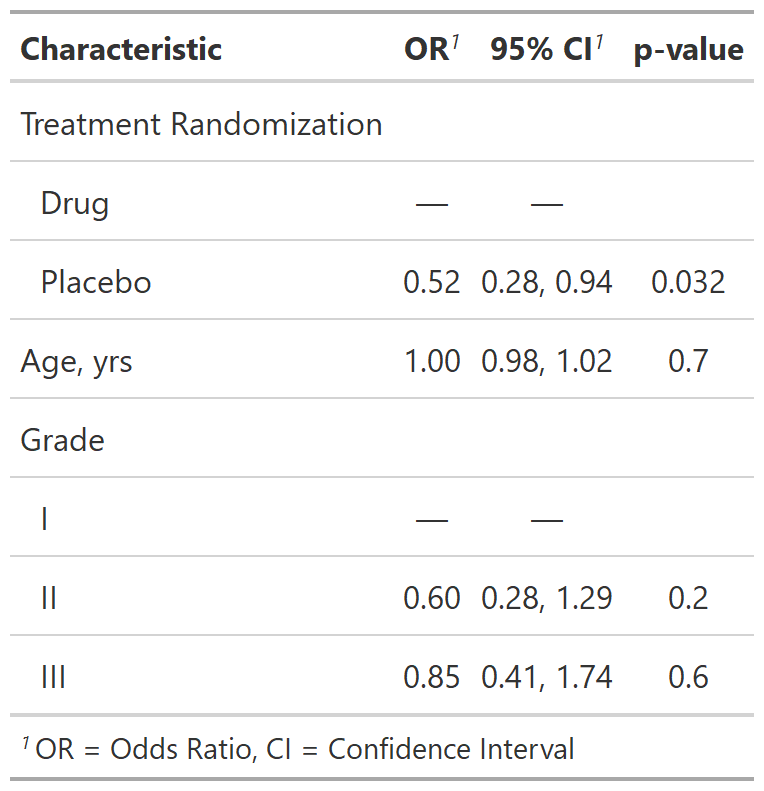 Characteristic OR1 95% CI1 p-value
Treatment Randomization
Drug — —
Placebo 0.52 0.28, 0.94 0.032
Age, yrs 1.00 0.98, 1.02 0.7
Grade
I — —
II 0.60 0.28, 1.29 0.2
III 0.85 0.41, 1.74 0.6
1 OR = Odds Ratio, CI = Confidence Interval